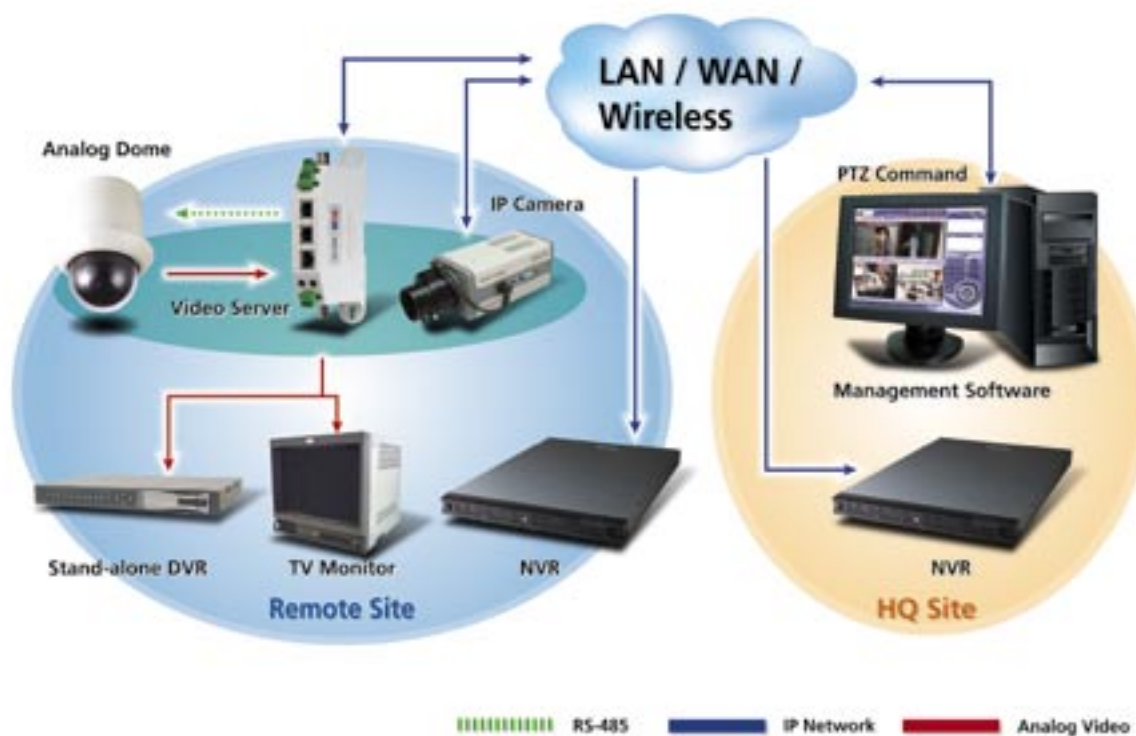 LAN / WAN /
Wireless
Analog Dome
IP Camera
PTZ Command
Video Server
Management Software
Stand-alone DVR
TV Monitor
NVR
NVR
Remote Site
HQ Site
RS-485
IP Network
Analog Video